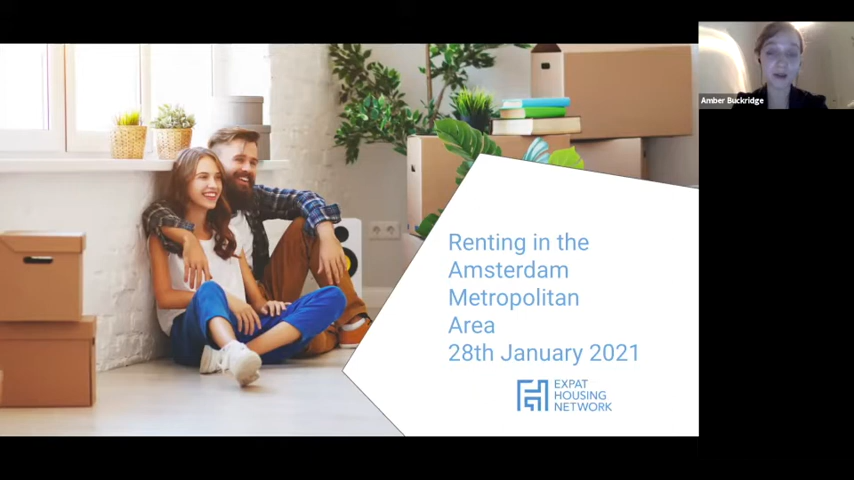 Amber Buckridge
Renting in the
Amsterdam
Metropolitan
Area
28th January 2021
EXPAT
HOUSING
NETWORK